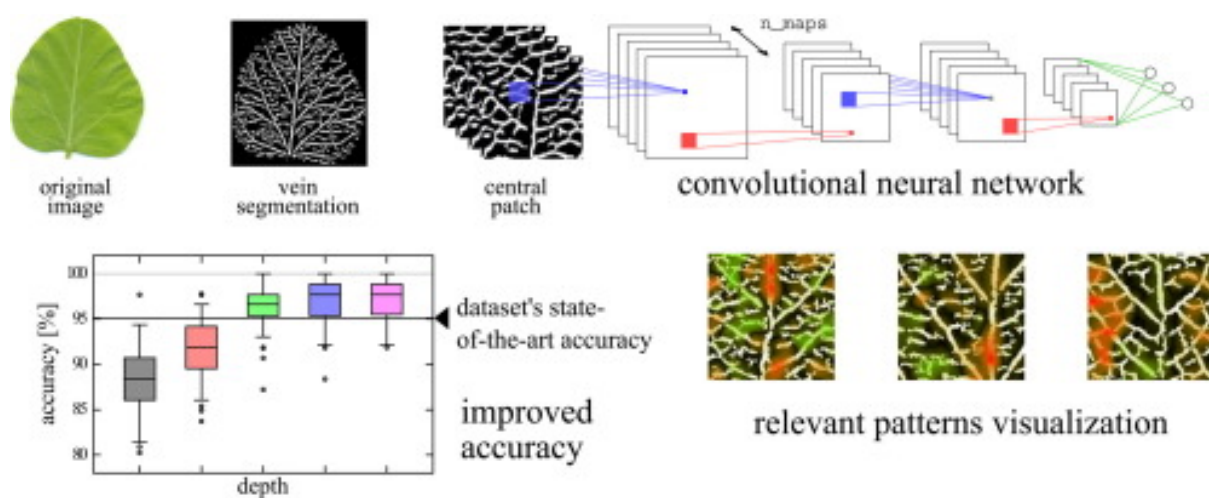 n_maps
original
image
vein
segmentation
central
patch
convolutional neural network
100
95
90
85
80
accuracy [%]
depth
dataset's state-
of-the-art accuracy
improved
accuracy
relevant patterns visualization